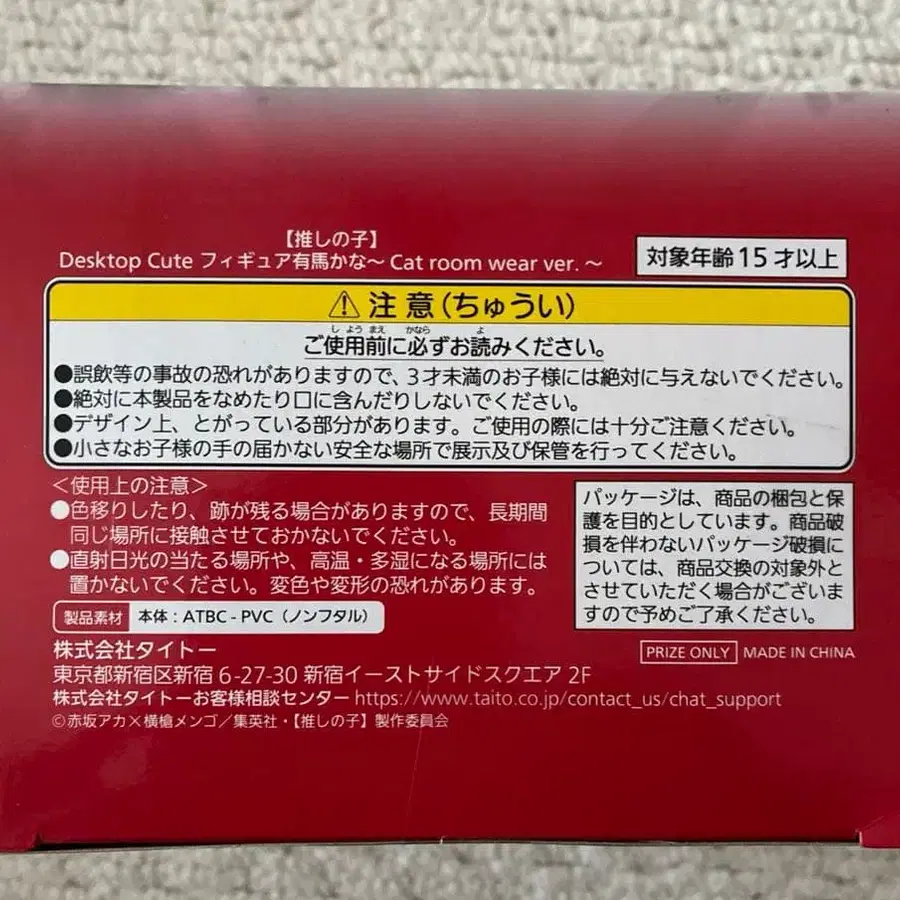 【推しの子】
Desktop Cute フィギュア有馬かな～ Cat room wear ver. ～
対象年齢15才以上
注意(ちゅうい)
ご使用前に必ずお読みください。
しようまえ かなら よ
●誤飲等の事故の恐れがありますので、3才未満のお子様には絶対に与えないでください。
●絶対に本製品をなめたり口に含んだりしないでください。
●デザイン上、とがっている部分があります。ご使用の際には十分ご注意ください。
●小さなお子様の手の届かない安全な場所で展示及び保管を行ってください。
＜使用上の注意＞
●色移りしたり、跡が残る場合がありますので、長期間
同じ場所に接触させておかないでください。
●直射日光の当たる場所や、高温・多湿になる場所には
置かないでください。変色や変形の恐れがあります。
パッケージは、商品の梱包と保
護を目的としています。商品破
損を伴わないパッケージ破損に
ついては、商品交換の対象外と
させていただく場合がございま
すので予めご了承ください。
製品素材 本体：ATBC-PVC（ノンフタル）
株式会社タイトー
PRIZE ONLY MADE IN CHINA
東京都新宿区新宿 6-27-30 新宿イーストサイドスクエア 2F
株式会社タイトーお客様相談センター https://www.taito.co.jp/contact_us/chat_support
©赤坂アカ×横槍メンゴ／集英社・【推しの子】製作委員会